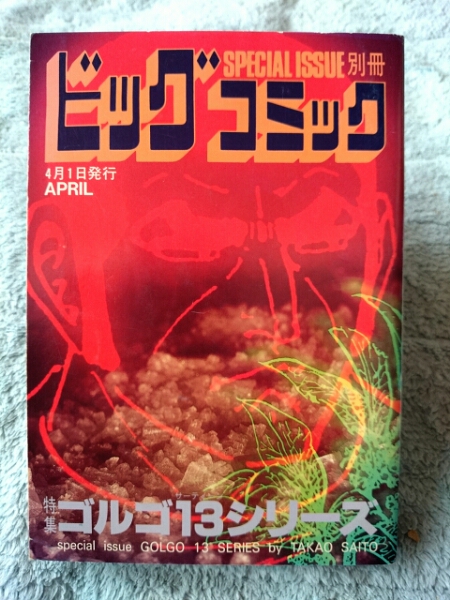 SPECIAL ISSUE 別冊
ビッグコミック
4月1日発行
APRIL
特集 ゴルゴ13シリーズ
special issue GOLGO 13 SERIES by TAKAO SAITO